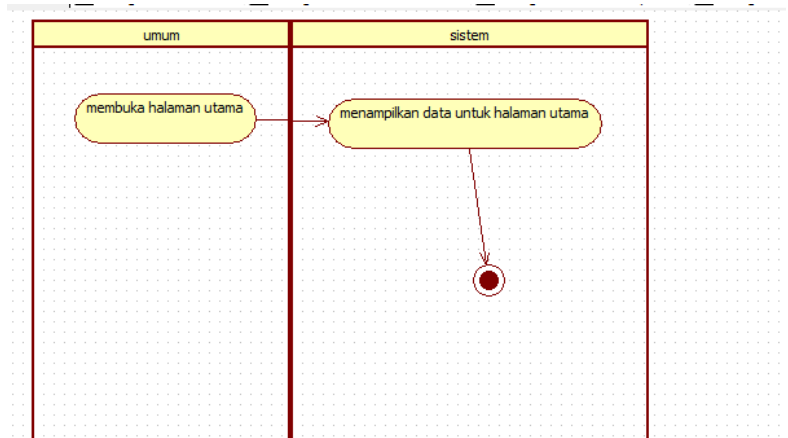 umum
sistem
membuka halaman utama
menampilkan data untuk halaman utama